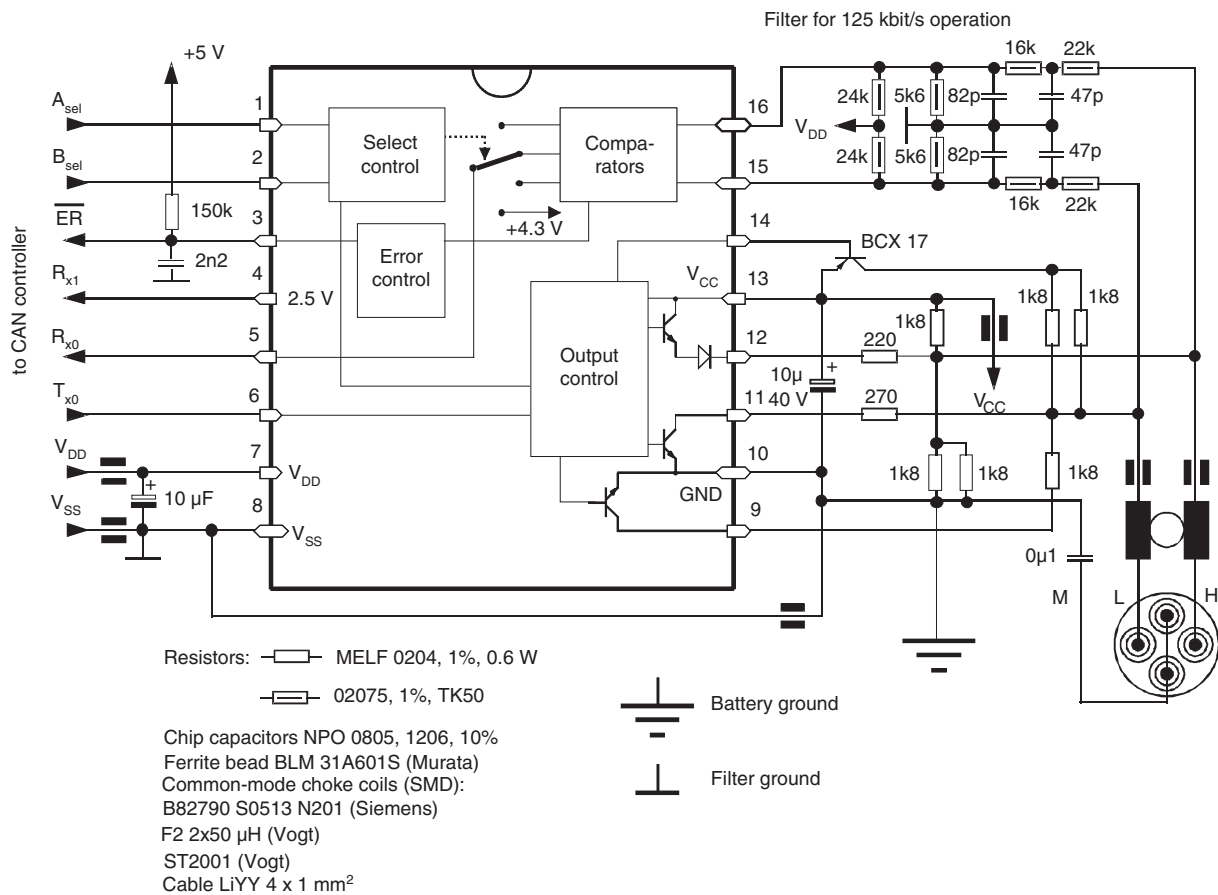 Filter for 125 kbit/s operation
+5 V
16k
22k
A_sel
1
16
24k
5k6
82p
47p
Select control
Compa-rators
V_DD
B_sel
2
15
24k
5k6
82p
47p
16k
22k
150k
+4.3 V
E̅R̅
3
14
BCX 17
Error control
2n2
R_x1
4
2.5 V
V_CC
13
1k8
1k8
1k8
to CAN controller
R_x0
5
12
220
Output control
10µ
+
40 V
T_x0
6
11
270
V_CC
V_DD
7
V_DD
10
GND
1k8
1k8
1k8
+
10 µF
V_SS
8
V_SS
9
0µ1
M
L
H
Resistors:
MELF 0204, 1%, 0.6 W
02075, 1%, TK50
Battery ground
Chip capacitors NPO 0805, 1206, 10%
Ferrite bead BLM 31A601S (Murata)
Common-mode choke coils (SMD):
Filter ground
B82790 S0513 N201 (Siemens)
F2 2x50 µH (Vogt)
ST2001 (Vogt)
Cable LiYY 4 x 1 mm²